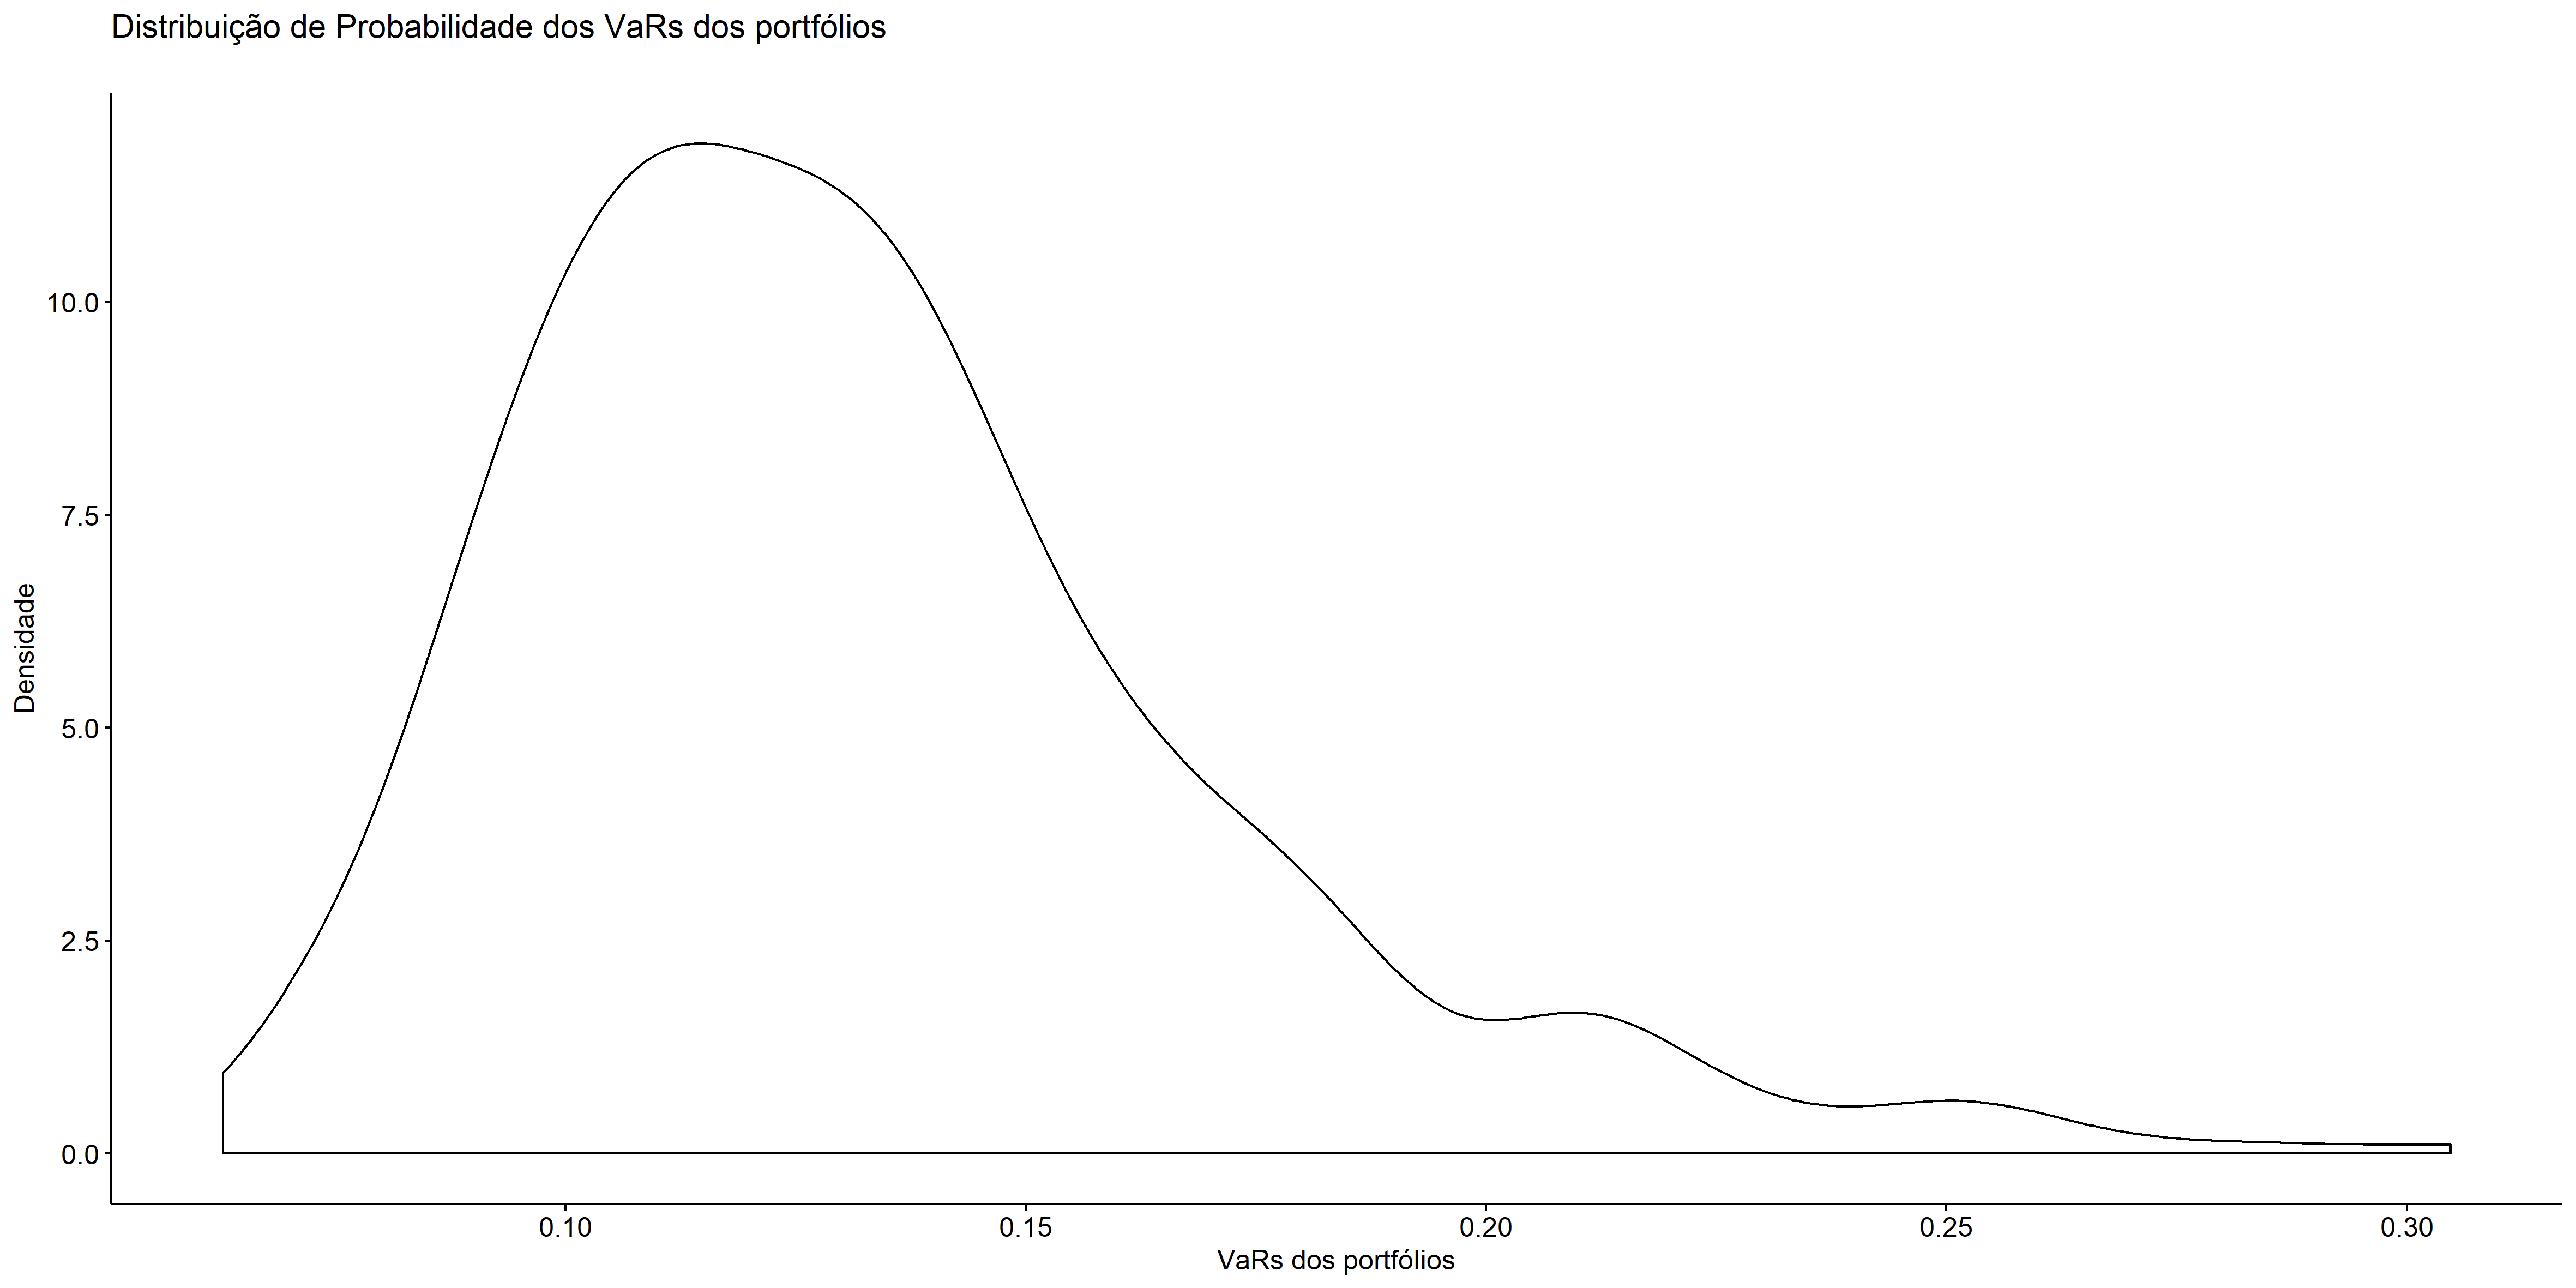 Distribuição de Probabilidade dos VaRs dos portfólios
Densidade
10.0
7.5
5.0
2.5
0.0
0.10 0.15 0.20 0.25 0.30
VaRs dos portfólios